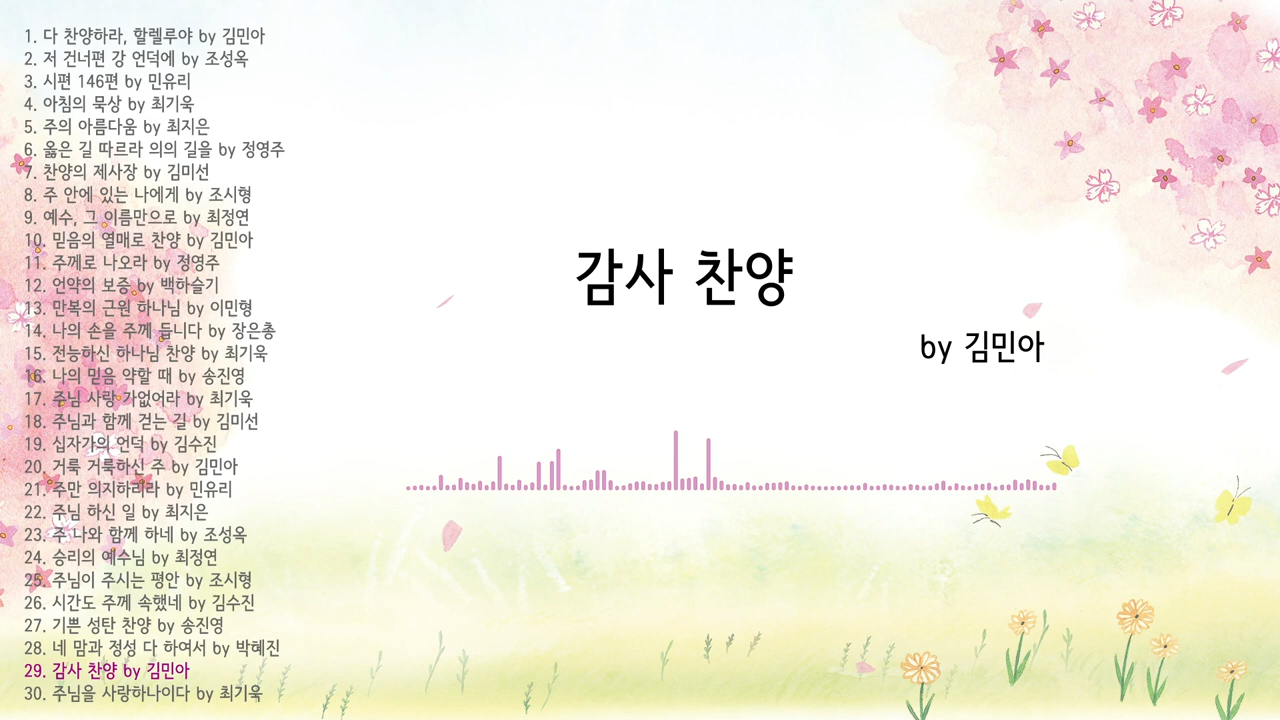 1. 다 찬양하라, 할렐루야 by 김민아
2. 저 건너편 강 언덕에 by 조성옥
3. 시편 146편 by 민유리
4. 아침의 묵상 by 최기욱
5. 주의 아름다움 by 최지은
6. 옳은 길 따르라 의의 길을 by 정영주
7. 찬양의 제사장 by 김미선
8. 주 안에 있는 나에게 by 조시형
9. 예수, 그 이름만으로 by 최정연
10. 믿음의 열매로 찬양 by 김민아
11. 주께로 나오라 by 정영주
12. 언약의 보증 by 백하슬기
13. 만복의 근원 하나님 by 이민형
14. 나의 손을 주께 듭니다 by 장은총
15. 전능하신 하나님 찬양 by 최기욱
16. 나의 믿음 약할 때 by 송진영
17. 주님 사랑 가없어라 by 최기욱
18. 주님과 함께 걷는 길 by 김미선
19. 십자가의 언덕 by 김수진
20. 거룩 거룩하신 주 by 김민아
21. 주만 의지하리라 by 민유리
22. 주님 하신 일 by 최지은
23. 주 나와 함께 하네 by 조성옥
24. 승리의 예수님 by 최정연
25. 주님이 주시는 평안 by 조시형
26. 시간도 주께 속했네 by 김수진
27. 기쁜 성탄 찬양 by 송진영
28. 네 맘과 정성 다 하여서 by 박혜진
29. 감사 찬양 by 김민아
30. 주님을 사랑하나이다 by 최기욱
감사 찬양
by 김민아